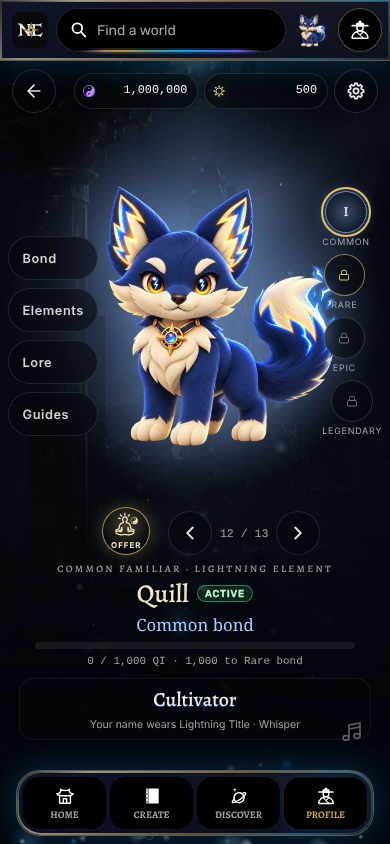 NE
Find a world
1,000,000
500
I
COMMON
Bond
RARE
Elements
Lore
EPIC
Guides
LEGENDARY
OFFER
12 / 13
COMMON FAMILIAR · LIGHTNING ELEMENT
Quill ACTIVE
Common bond
0 / 1,000 QI · 1,000 to Rare bond
Cultivator
Your name wears Lightning Title · Whisper
HOME
CREATE
DISCOVER
PROFILE